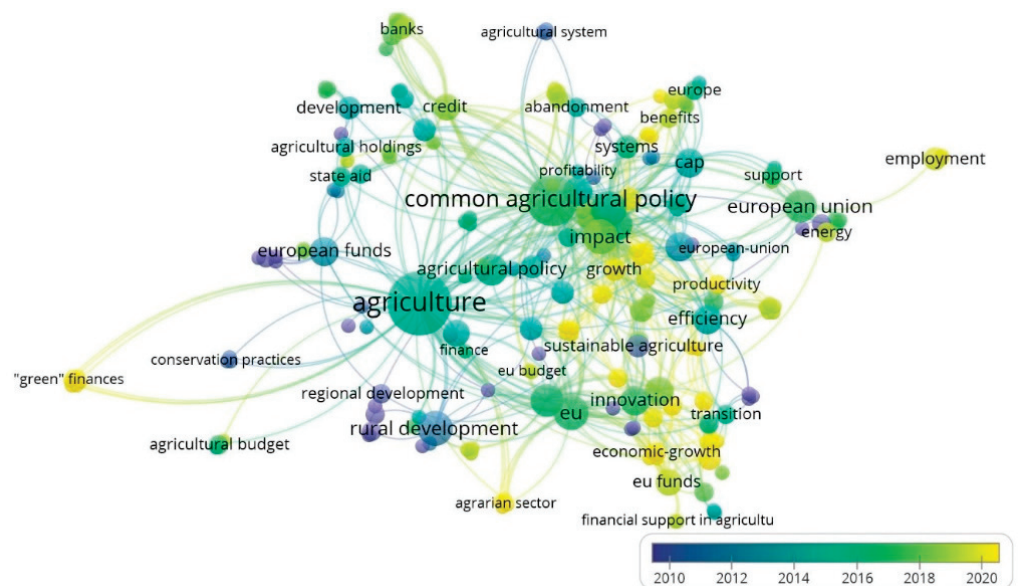 banks
agricultural system
europe
development
credit
abandonment
benefits
agricultural holdings
systems
employment
state aid
profitability
cap
support
common agricultural policy
european union
energy
impact
european funds
european-union
agricultural policy
growth
productivity
agriculture
efficiency
finance
sustainable agriculture
conservation practices
eu budget
"green" finances
regional development
innovation
eu
transition
rural development
agricultural budget
economic-growth
eu funds
agrarian sector
financial support in agricultu
2010 2012 2014 2016 2018 2020